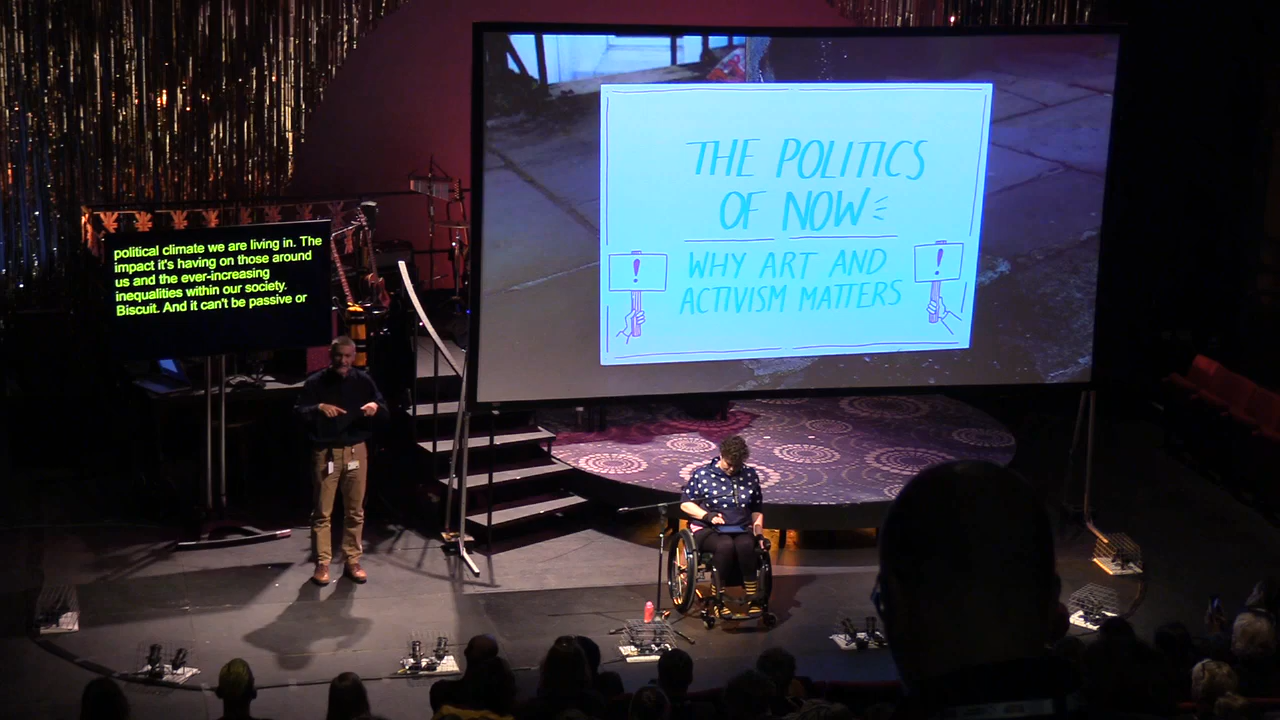 political climate we are living in. The
impact it's having on those around
us and the ever-increasing
inequalities within our society.
Biscuit. And it can't be passive or
THE POLITICS
OF NOW
!
!
WHY ART AND
ACTIVISM MATTERS